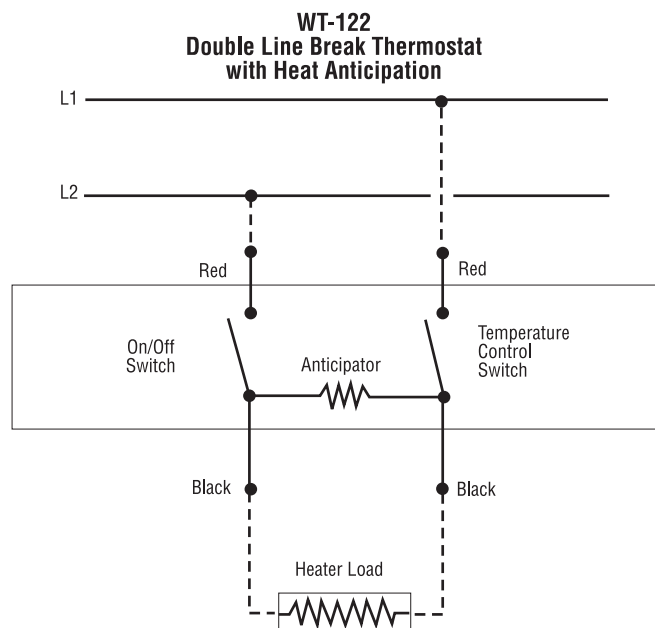 WT-122
Double Line Break Thermostat
with Heat Anticipation
L1
L2
Red
Red
On/Off
Switch
Anticipator
Temperature
Control
Switch
Black
Black
Heater Load